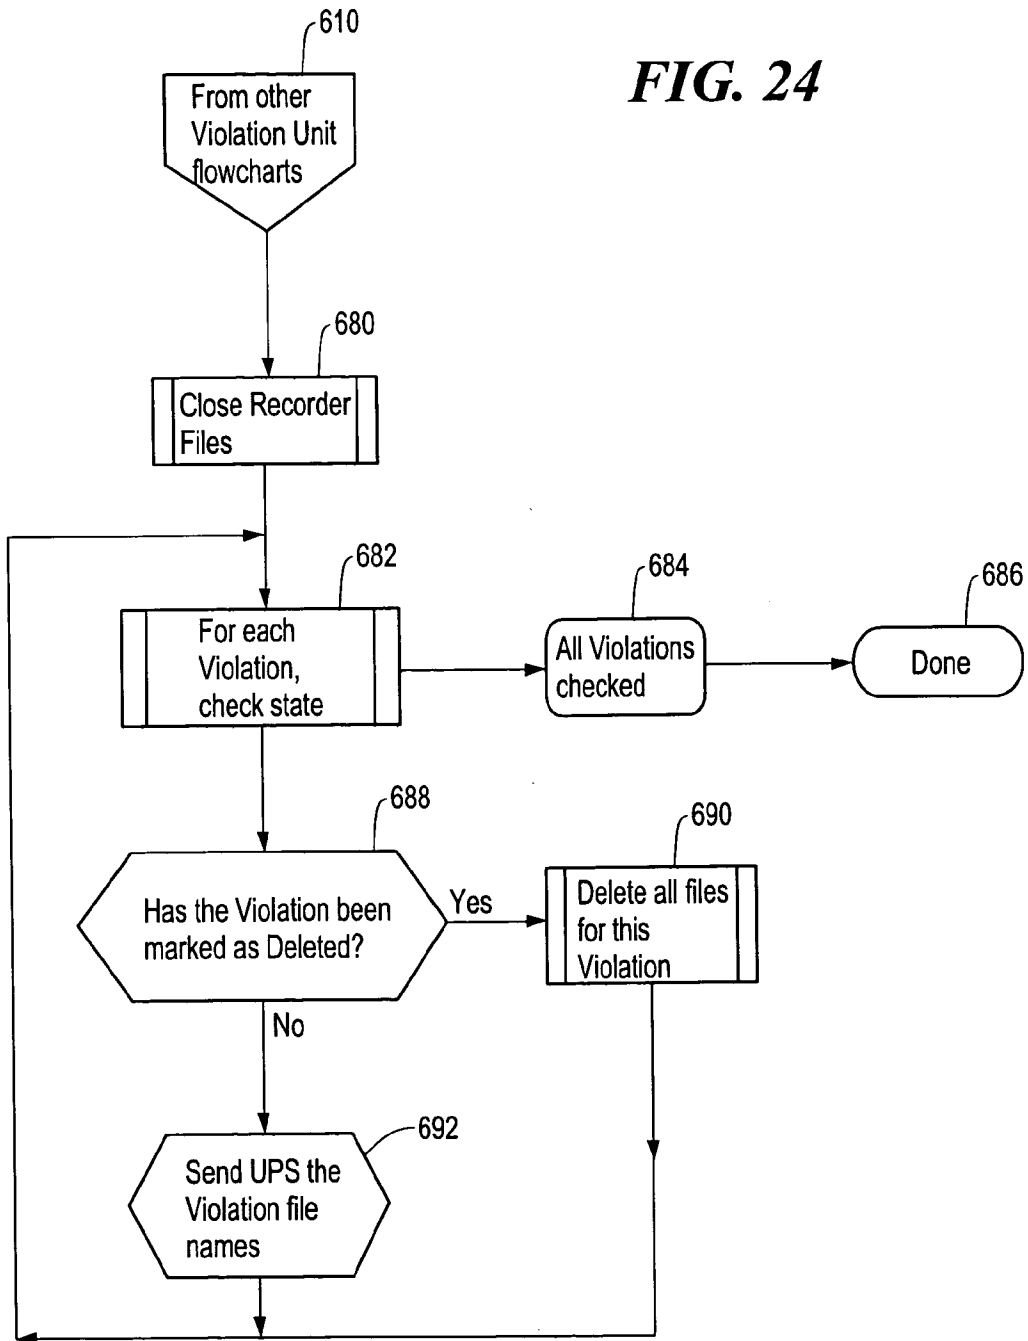 610
FIG. 24
From other
Violation Unit
flowcharts
680
Close Recorder
Files
682
For each
Violation,
check state
684
All Violations
checked
686
Done
688
Has the Violation been
marked as Deleted?
Yes
690
Delete all files
for this
Violation
No
692
Send UPS the
Violation file
names